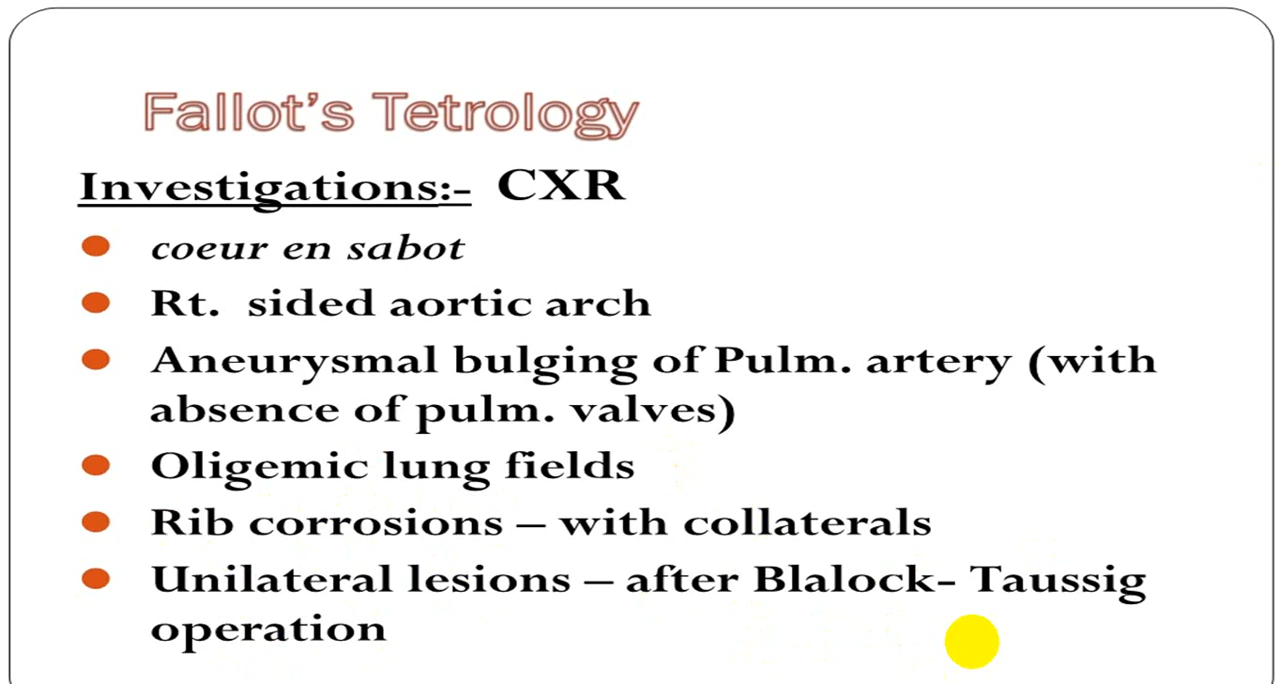 Fallot's Tetrology
Investigations:- CXR
coeur en sabot
Rt. sided aortic arch
Aneurysmal bulging of Pulm. artery (with
absence of pulm. valves)
Oligemic lung fields
Rib corrosions – with collaterals
Unilateral lesions – after Blalock- Taussig
operation